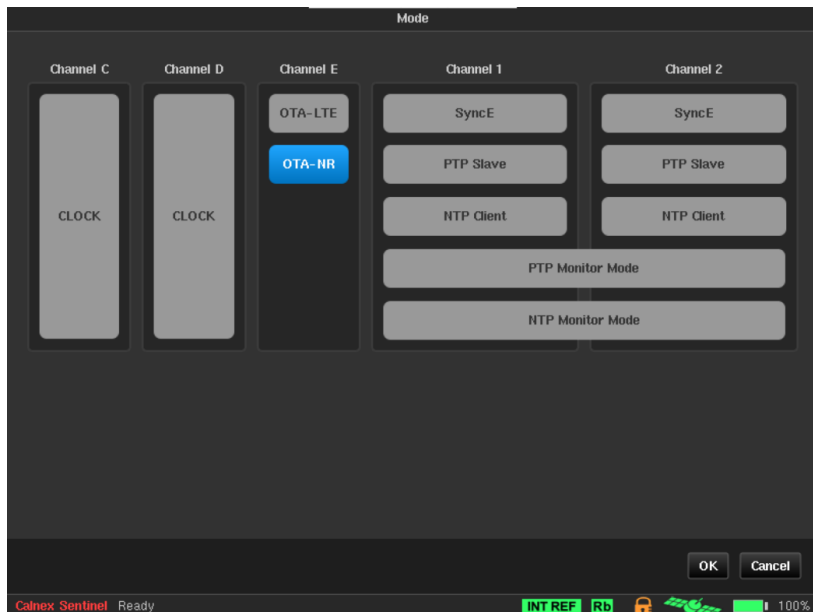 Mode
Channel C Channel D Channel E Channel 1 Channel 2
OTA-LTE SyncE SyncE
OTA-NR PTP Slave PTP Slave
CLOCK CLOCK NTP Client NTP Client
PTP Monitor Mode
NTP Monitor Mode
OK Cancel
Calnex Sentinel Ready INT REF Rb 100%